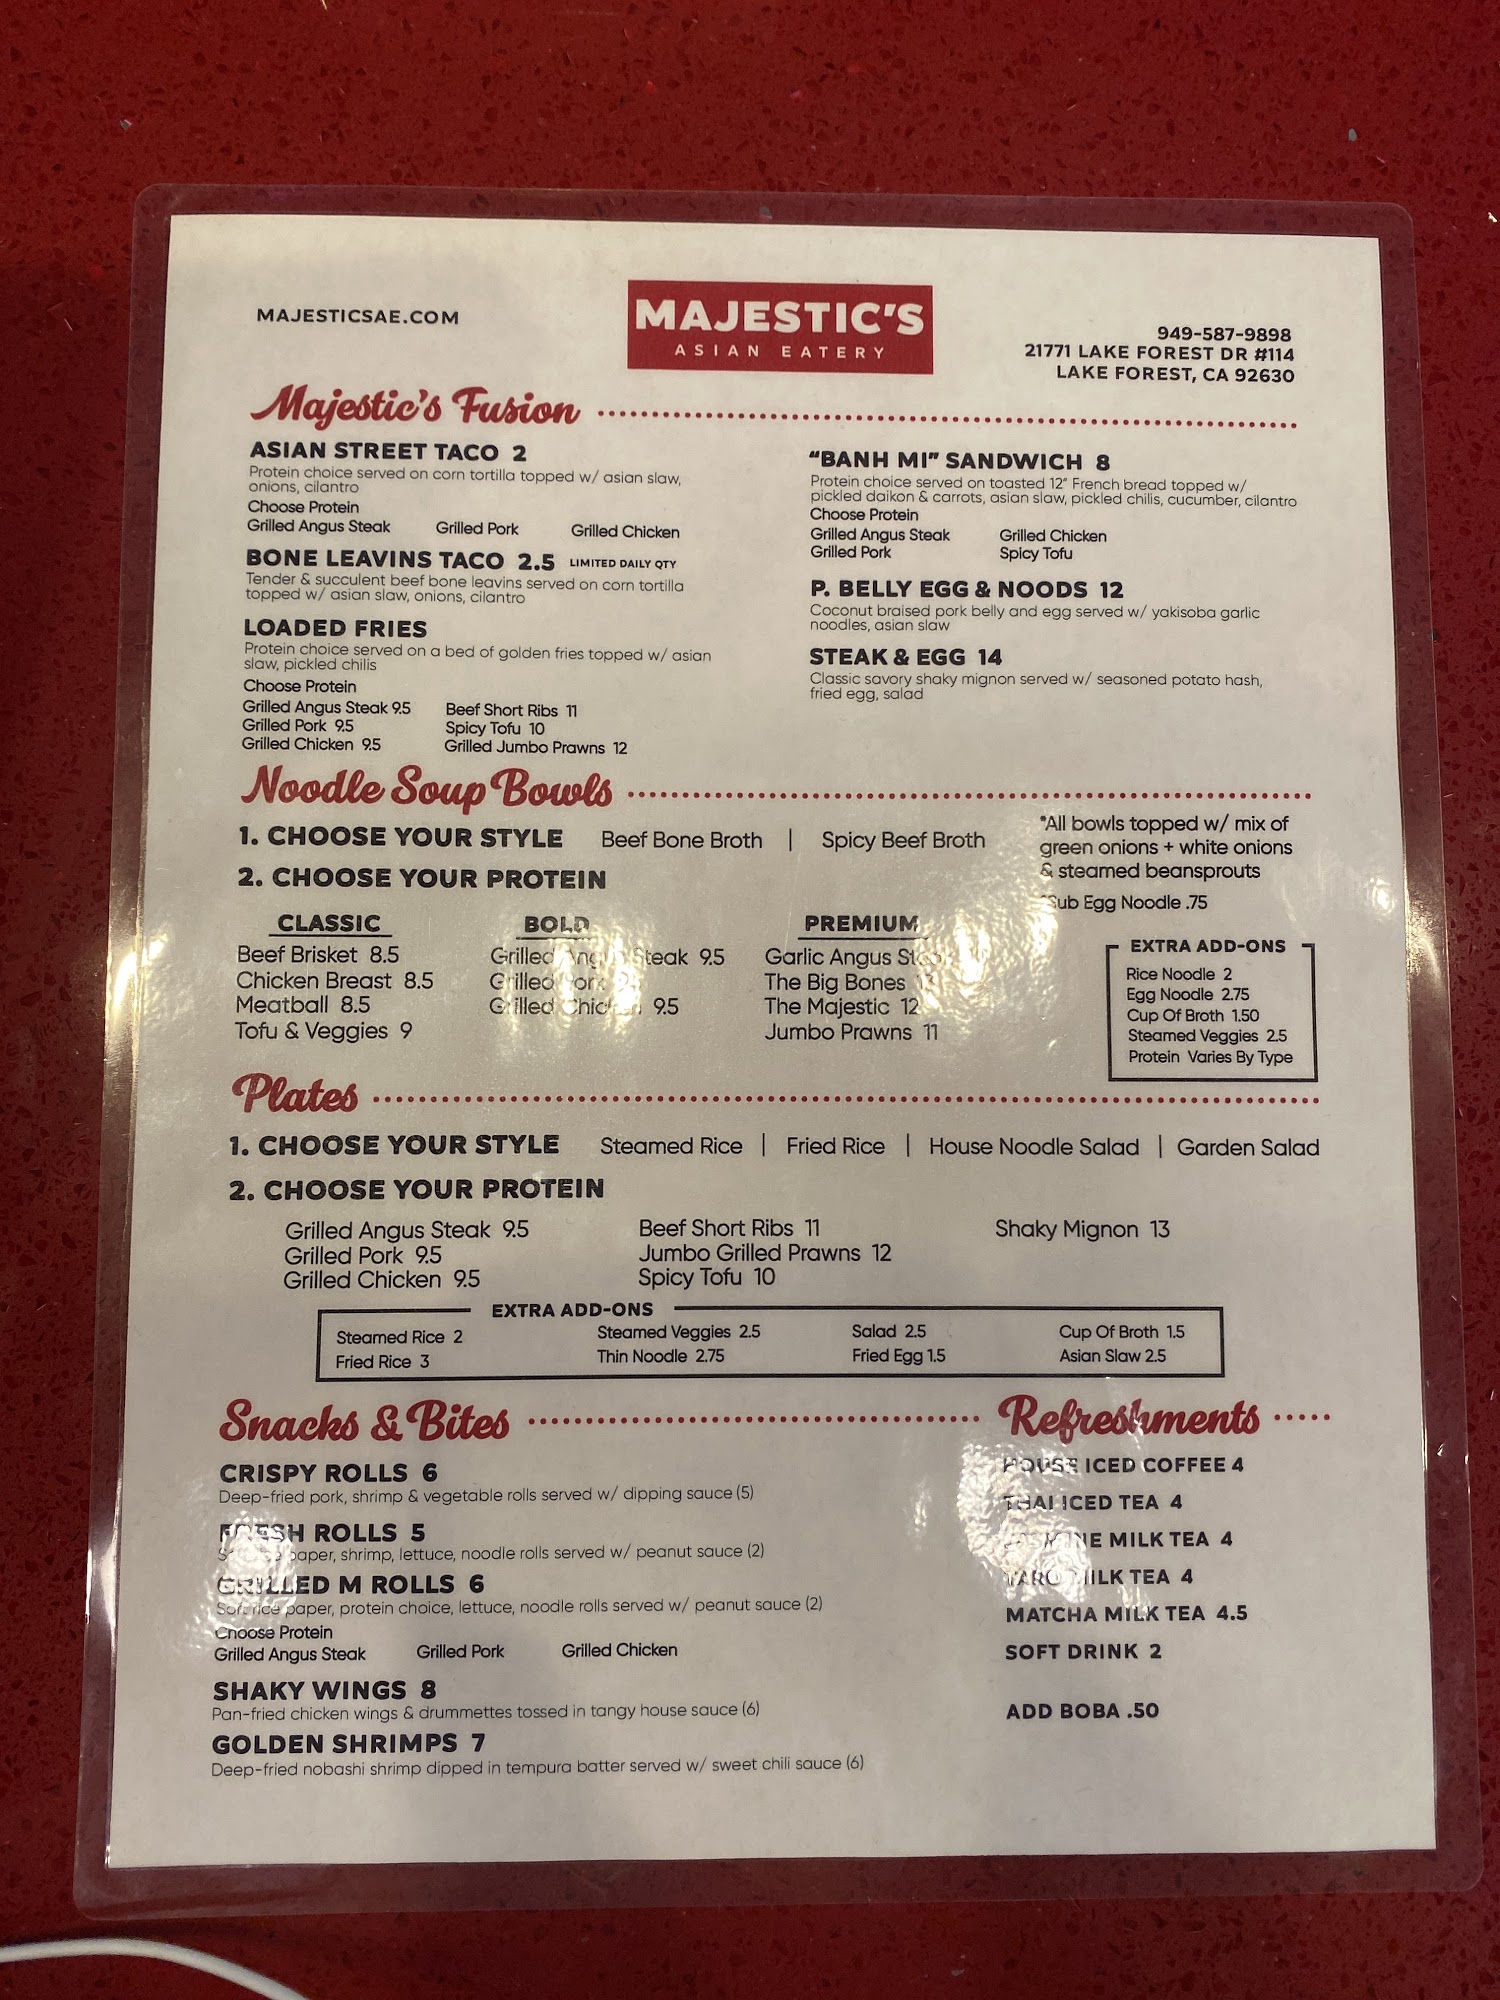 MAJESTICSAE.COM
MAJESTIC'S
ASIAN EATERY
949-587-9898
21771 LAKE FOREST DR #114
LAKE FOREST, CA 92630
Majestic's Fusion
ASIAN STREET TACO 2
Protein choice served on corn tortilla topped w/ asian slaw,
onions, cilantro
Choose Protein
Grilled Angus Steak Grilled Pork Grilled Chicken
BONE LEAVINS TACO 2.5 LIMITED DAILY QTY
Tender & succulent beef bone leavins served on corn tortilla
topped w/ asian slaw, onions, cilantro
LOADED FRIES
Protein choice served on a bed of golden fries topped w/ asian
slaw, pickled chilis
Choose Protein
Grilled Angus Steak 9.5 Beef Short Ribs 11
Grilled Pork 9.5 Spicy Tofu 10
Grilled Chicken 9.5 Grilled Jumbo Prawns 12
"BANH MI" SANDWICH 8
Protein choice served on toasted 12" French bread topped w/
pickled daikon & carrots, asian slaw, pickled chilis, cucumber, cilantro
Choose Protein
Grilled Angus Steak Grilled Chicken
Grilled Pork Spicy Tofu
P. BELLY EGG & NOODS 12
Coconut braised pork belly and egg served w/ yakisoba garlic
noodles, asian slaw
STEAK & EGG 14
Classic savory shaky mignon served w/ seasoned potato hash,
fried egg, salad
Noodle Soup Bowls
1. CHOOSE YOUR STYLE Beef Bone Broth | Spicy Beef Broth
2. CHOOSE YOUR PROTEIN
*All bowls topped w/ mix of
green onions + white onions
& steamed beansprouts
*Sub Egg Noodle .75
CLASSIC
Beef Brisket 8.5
Chicken Breast 8.5
Meatball 8.5
Tofu & Veggies 9
BOLD
Grilled Angus Steak 9.5
Grilled Pork
Grilled Chicken 9.5
PREMIUM
Garlic Angus
The Big Bones
The Majestic 12
Jumbo Prawns 11
EXTRA ADD-ONS
Rice Noodle 2
Egg Noodle 2.75
Cup Of Broth 1.50
Steamed Veggies 2.5
Protein Varies By Type
Plates
1. CHOOSE YOUR STYLE Steamed Rice | Fried Rice | House Noodle Salad | Garden Salad
2. CHOOSE YOUR PROTEIN
Grilled Angus Steak 9.5 Beef Short Ribs 11 Shaky Mignon 13
Grilled Pork 9.5 Jumbo Grilled Prawns 12
Grilled Chicken 9.5 Spicy Tofu 10
EXTRA ADD-ONS
Steamed Rice 2 Steamed Veggies 2.5 Salad 2.5 Cup Of Broth 1.5
Fried Rice 3 Thin Noodle 2.75 Fried Egg 1.5 Asian Slaw 2.5
Snacks & Bites
CRISPY ROLLS 6
Deep-fried pork, shrimp & vegetable rolls served w/ dipping sauce (5)
FRESH ROLLS 5
paper, shrimp, lettuce, noodle rolls served w/ peanut sauce (2)
GRILLED M ROLLS 6
Soft rice paper, protein choice, lettuce, noodle rolls served w/ peanut sauce (2)
Choose Protein
Grilled Angus Steak Grilled Pork Grilled Chicken
SHAKY WINGS 8
Pan-fried chicken wings & drummettes tossed in tangy house sauce (6)
GOLDEN SHRIMPS 7
Deep-fried nobashi shrimp dipped in tempura batter served w/ sweet chili sauce (6)
Refreshments
HOUSE ICED COFFEE 4
THAI ICED TEA 4
JASMINE MILK TEA 4
TARO MILK TEA 4
MATCHA MILK TEA 4.5
SOFT DRINK 2
ADD BOBA .50